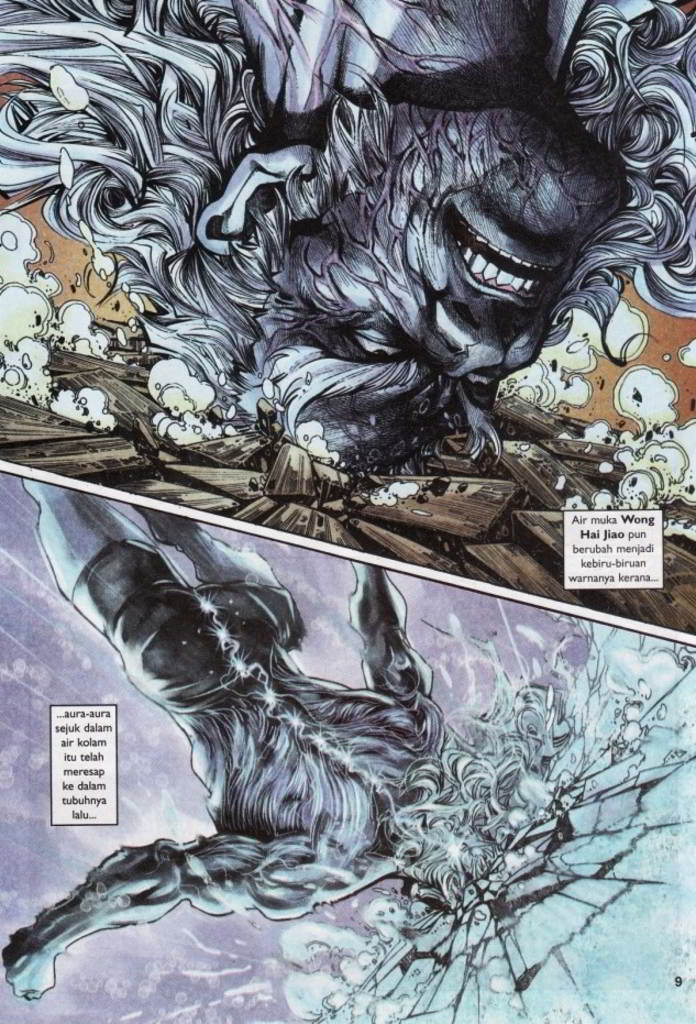 Air muka Wong
Hai Jiao pun
berubah menjadi
kebiru-biruan
warnanya kerana...
...aura-aura
sejuk dalam
air kolam
itu telah
meresap
ke dalam
tubuhnya
lalu...
9